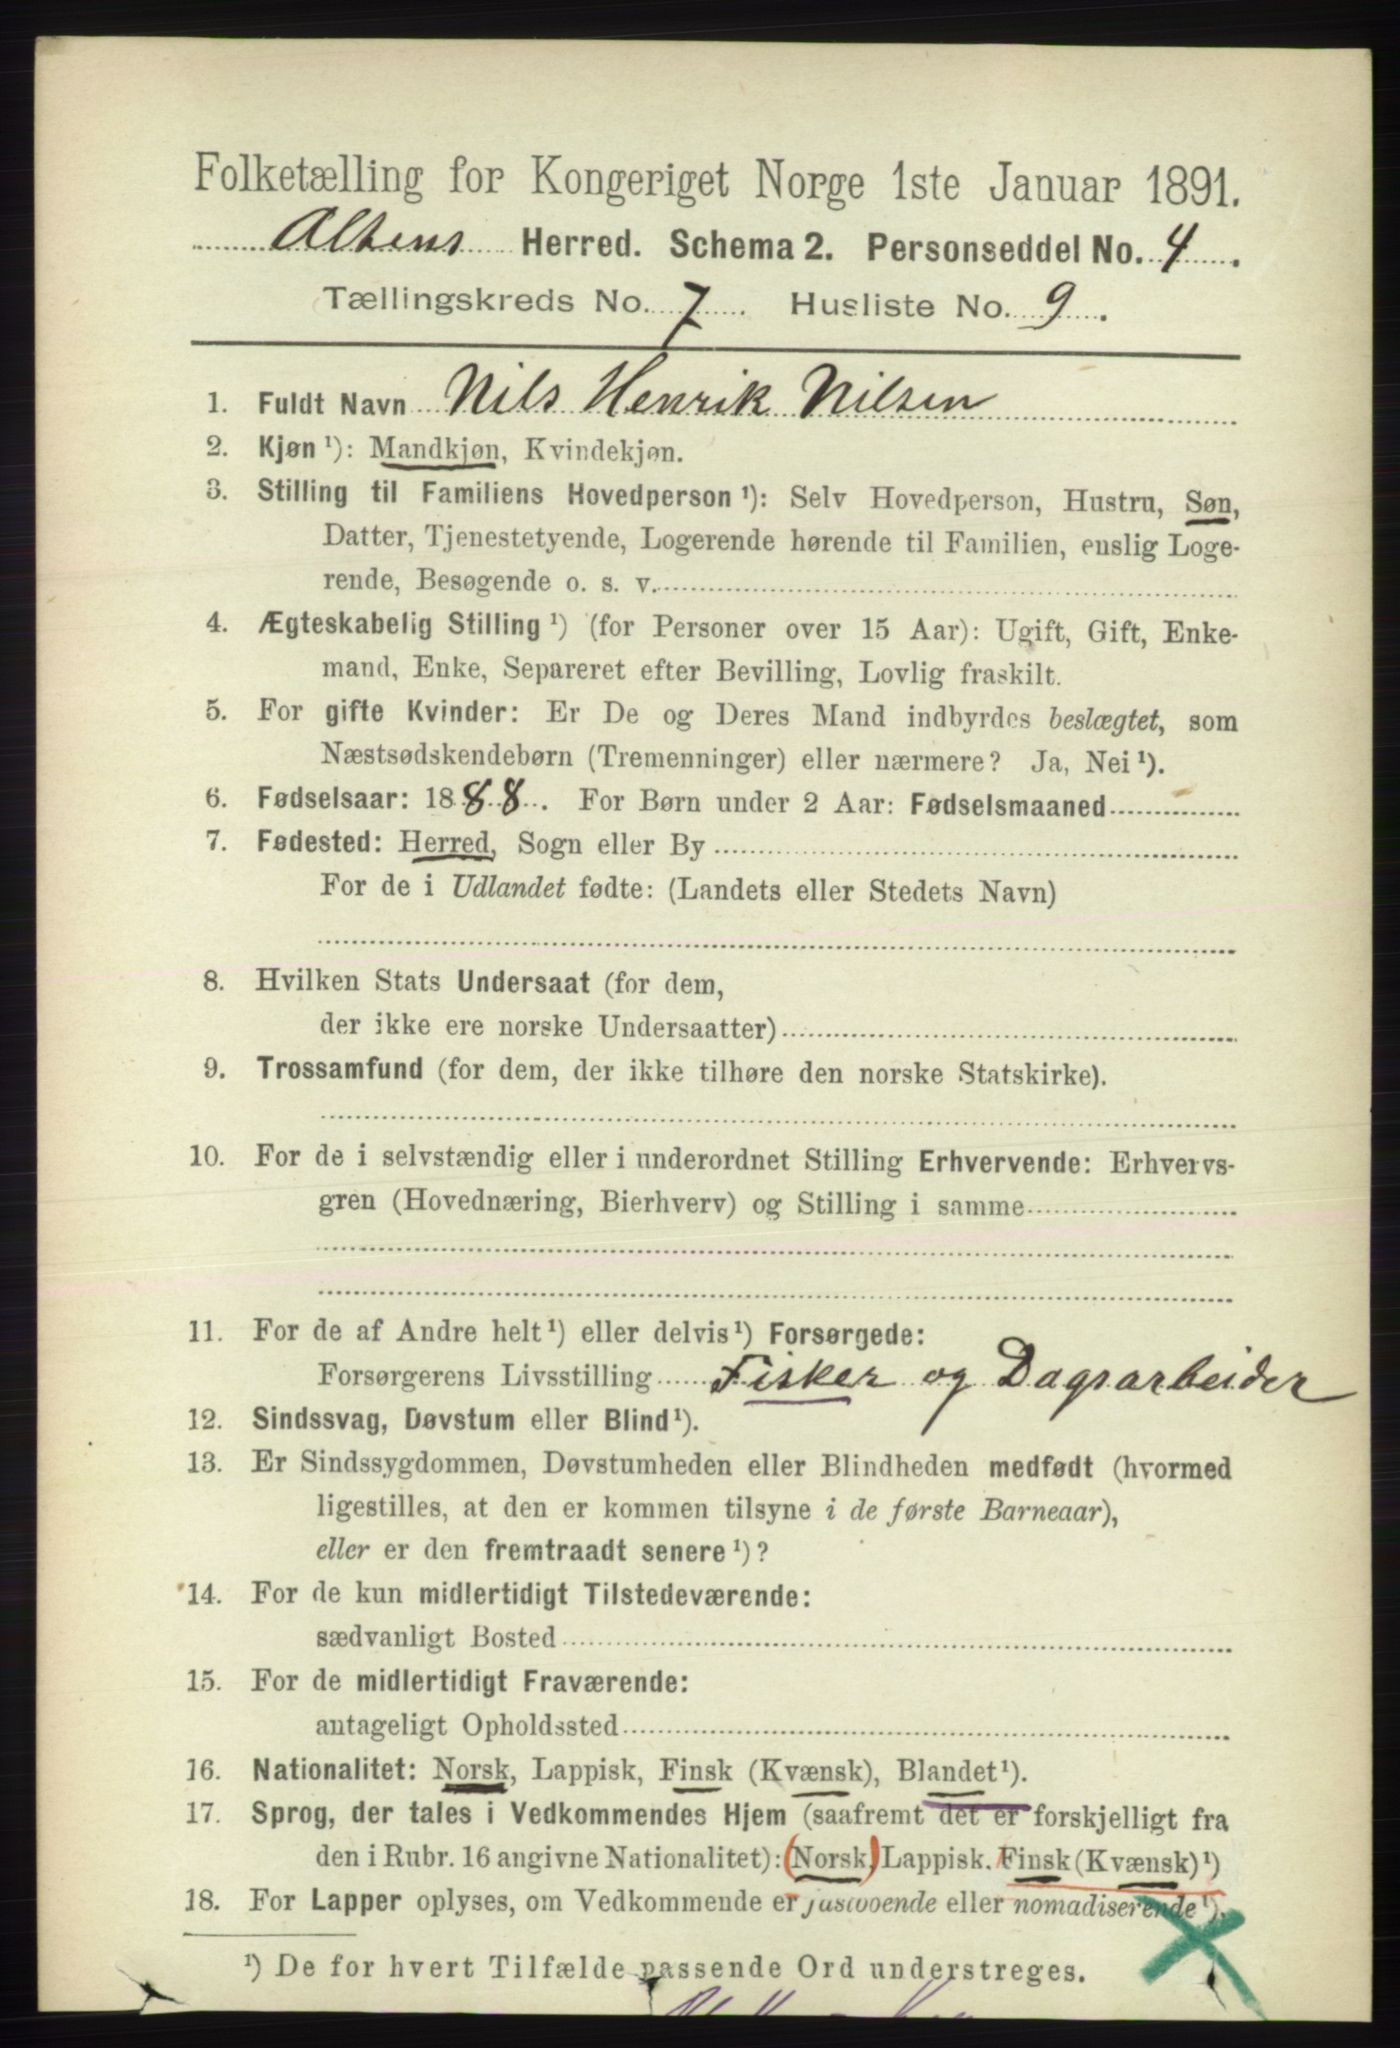 Folketælling for Kongeriget Norge 1ste Januar 1891.
Altens Herred. Schema 2. Personseddel No. 4.
Tællingskreds No. 7 Husliste No. 9.
1. Fuldt Navn Nils Henrik Nilsen
2. Kjøn ¹): Mandkjøn, Kvindekjøn.
3. Stilling til Familiens Hovedperson ¹): Selv Hovedperson, Hustru, Søn,
Datter, Tjenestetyende, Logerende hørende til Familien, enslig Loge-
rende, Besøgende o. s. v.
4. Ægteskabelig Stilling ¹) (for Personer over 15 Aar): Ugift, Gift, Enke-
mand, Enke, Separeret efter Bevilling, Lovlig fraskilt.
5. For gifte Kvinder: Er De og Deres Mand indbyrdes beslægtet, som
Næstsødskendebørn (Tremenninger) eller nærmere? Ja, Nei ¹).
6. Fødselsaar: 1888. For Børn under 2 Aar: Fødselsmaaned
7. Fødested: Herred, Sogn eller By
For de i Udlandet fødte: (Landets eller Stedets Navn)
8. Hvilken Stats Undersaat (for dem,
der ikke ere norske Undersaatter)
9. Trossamfund (for dem, der ikke tilhøre den norske Statskirke).
10. For de i selvstændig eller i underordnet Stilling Erhvervende: Erhvervs-
gren (Hovednæring, Bierhverv) og Stilling i samme
11. For de af Andre helt ¹) eller delvis ¹) Forsørgede:
Forsørgerens Livsstilling Fisker og Dagsarbeider
12. Sindssvag, Døvstum eller Blind ¹).
13. Er Sindssygdommen, Døvstumheden eller Blindheden medfødt (hvormed
ligestilles, at den er kommen tilsyne i de første Barneaar),
eller er den fremtraadt senere ¹)?
14. For de kun midlertidigt Tilstedeværende:
sædvanligt Bosted
15. For de midlertidigt Fraværende:
antageligt Opholdssted
16. Nationalitet: Norsk, Lappisk, Finsk (Kvænsk), Blandet ¹).
17. Sprog, der tales i Vedkommendes Hjem (saafremt det er forskjelligt fra
den i Rubr. 16 angivne Nationalitet): (Norsk,) Lappisk. Finsk (Kvænsk) ¹)
18. For Lapper oplyses, om Vedkommende er fastboende eller nomadiserende ¹).
¹) De for hvert Tilfælde passende Ord understreges.